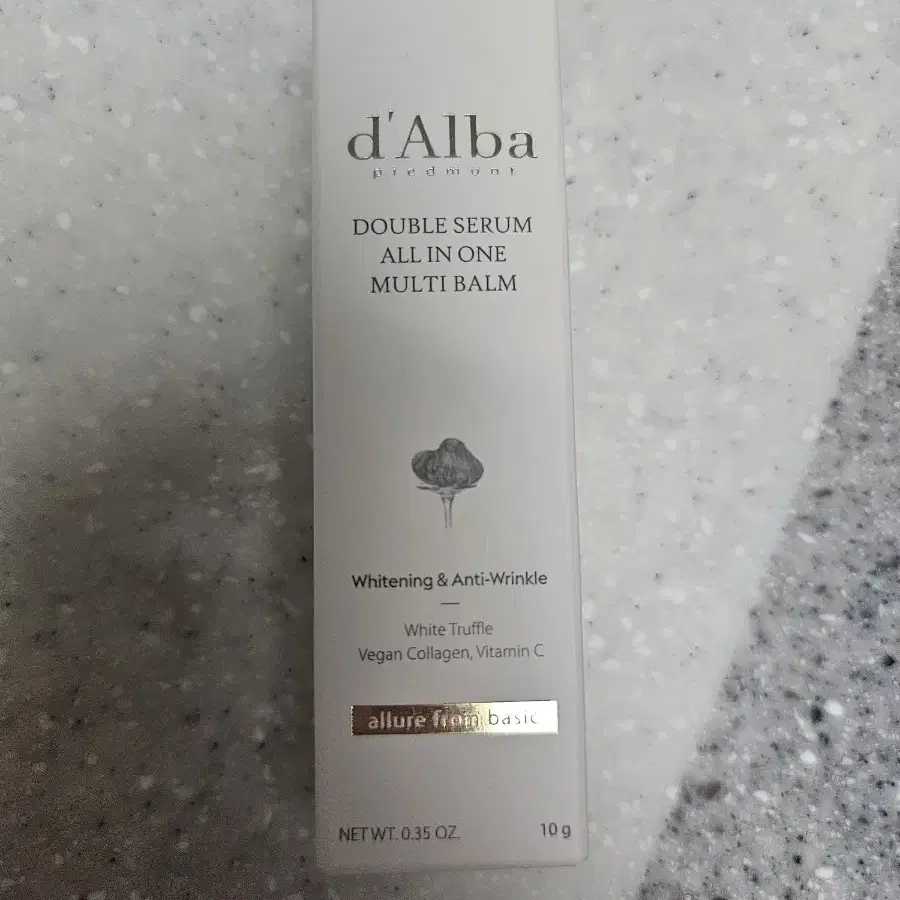 d'Alba
piedmont
DOUBLE SERUM
ALL IN ONE
MULTI BALM
Whitening & Anti-Wrinkle
White Truffle
Vegan Collagen, Vitamin C
allure from basic
NET WT. 0.35 OZ. 10 g